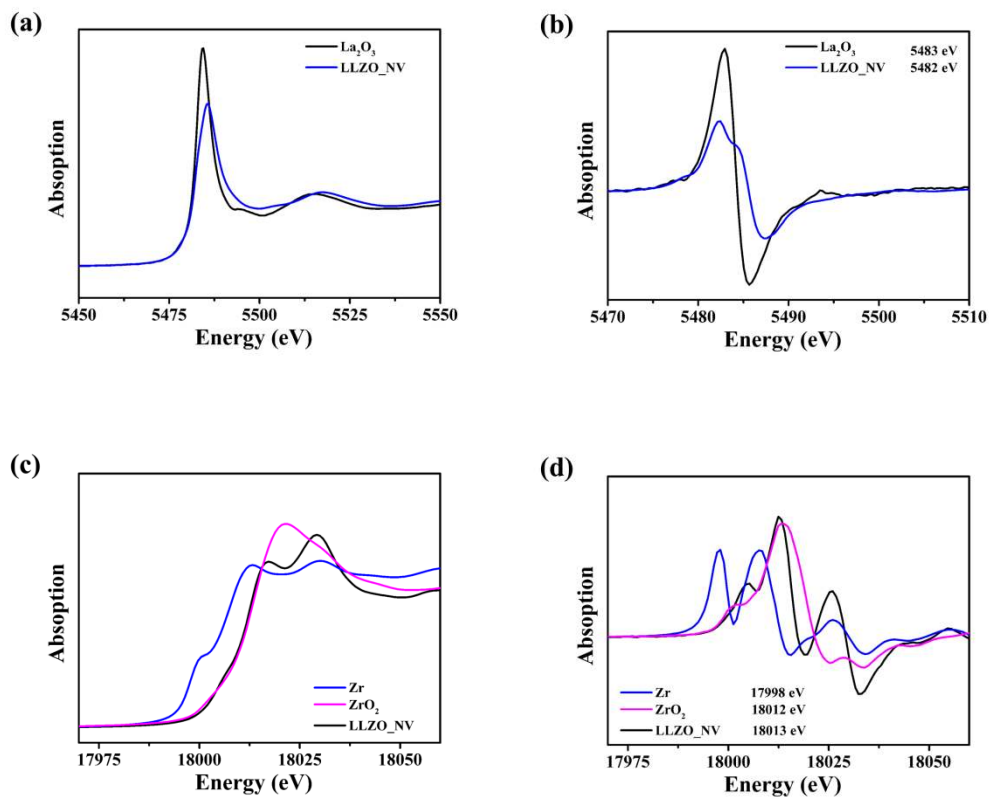 (a)
La₂O₃
LLZO_NV
Absoption
5450 5475 5500 5525 5550
Energy (eV)
(b)
La₂O₃ 5483 eV
LLZO_NV 5482 eV
Absoption
5470 5480 5490 5500 5510
Energy (eV)
(c)
Absoption
Zr
ZrO₂
LLZO_NV
17975 18000 18025 18050
Energy (eV)
(d)
Absoption
Zr 17998 eV
ZrO₂ 18012 eV
LLZO_NV 18013 eV
17975 18000 18025 18050
Energy (eV)